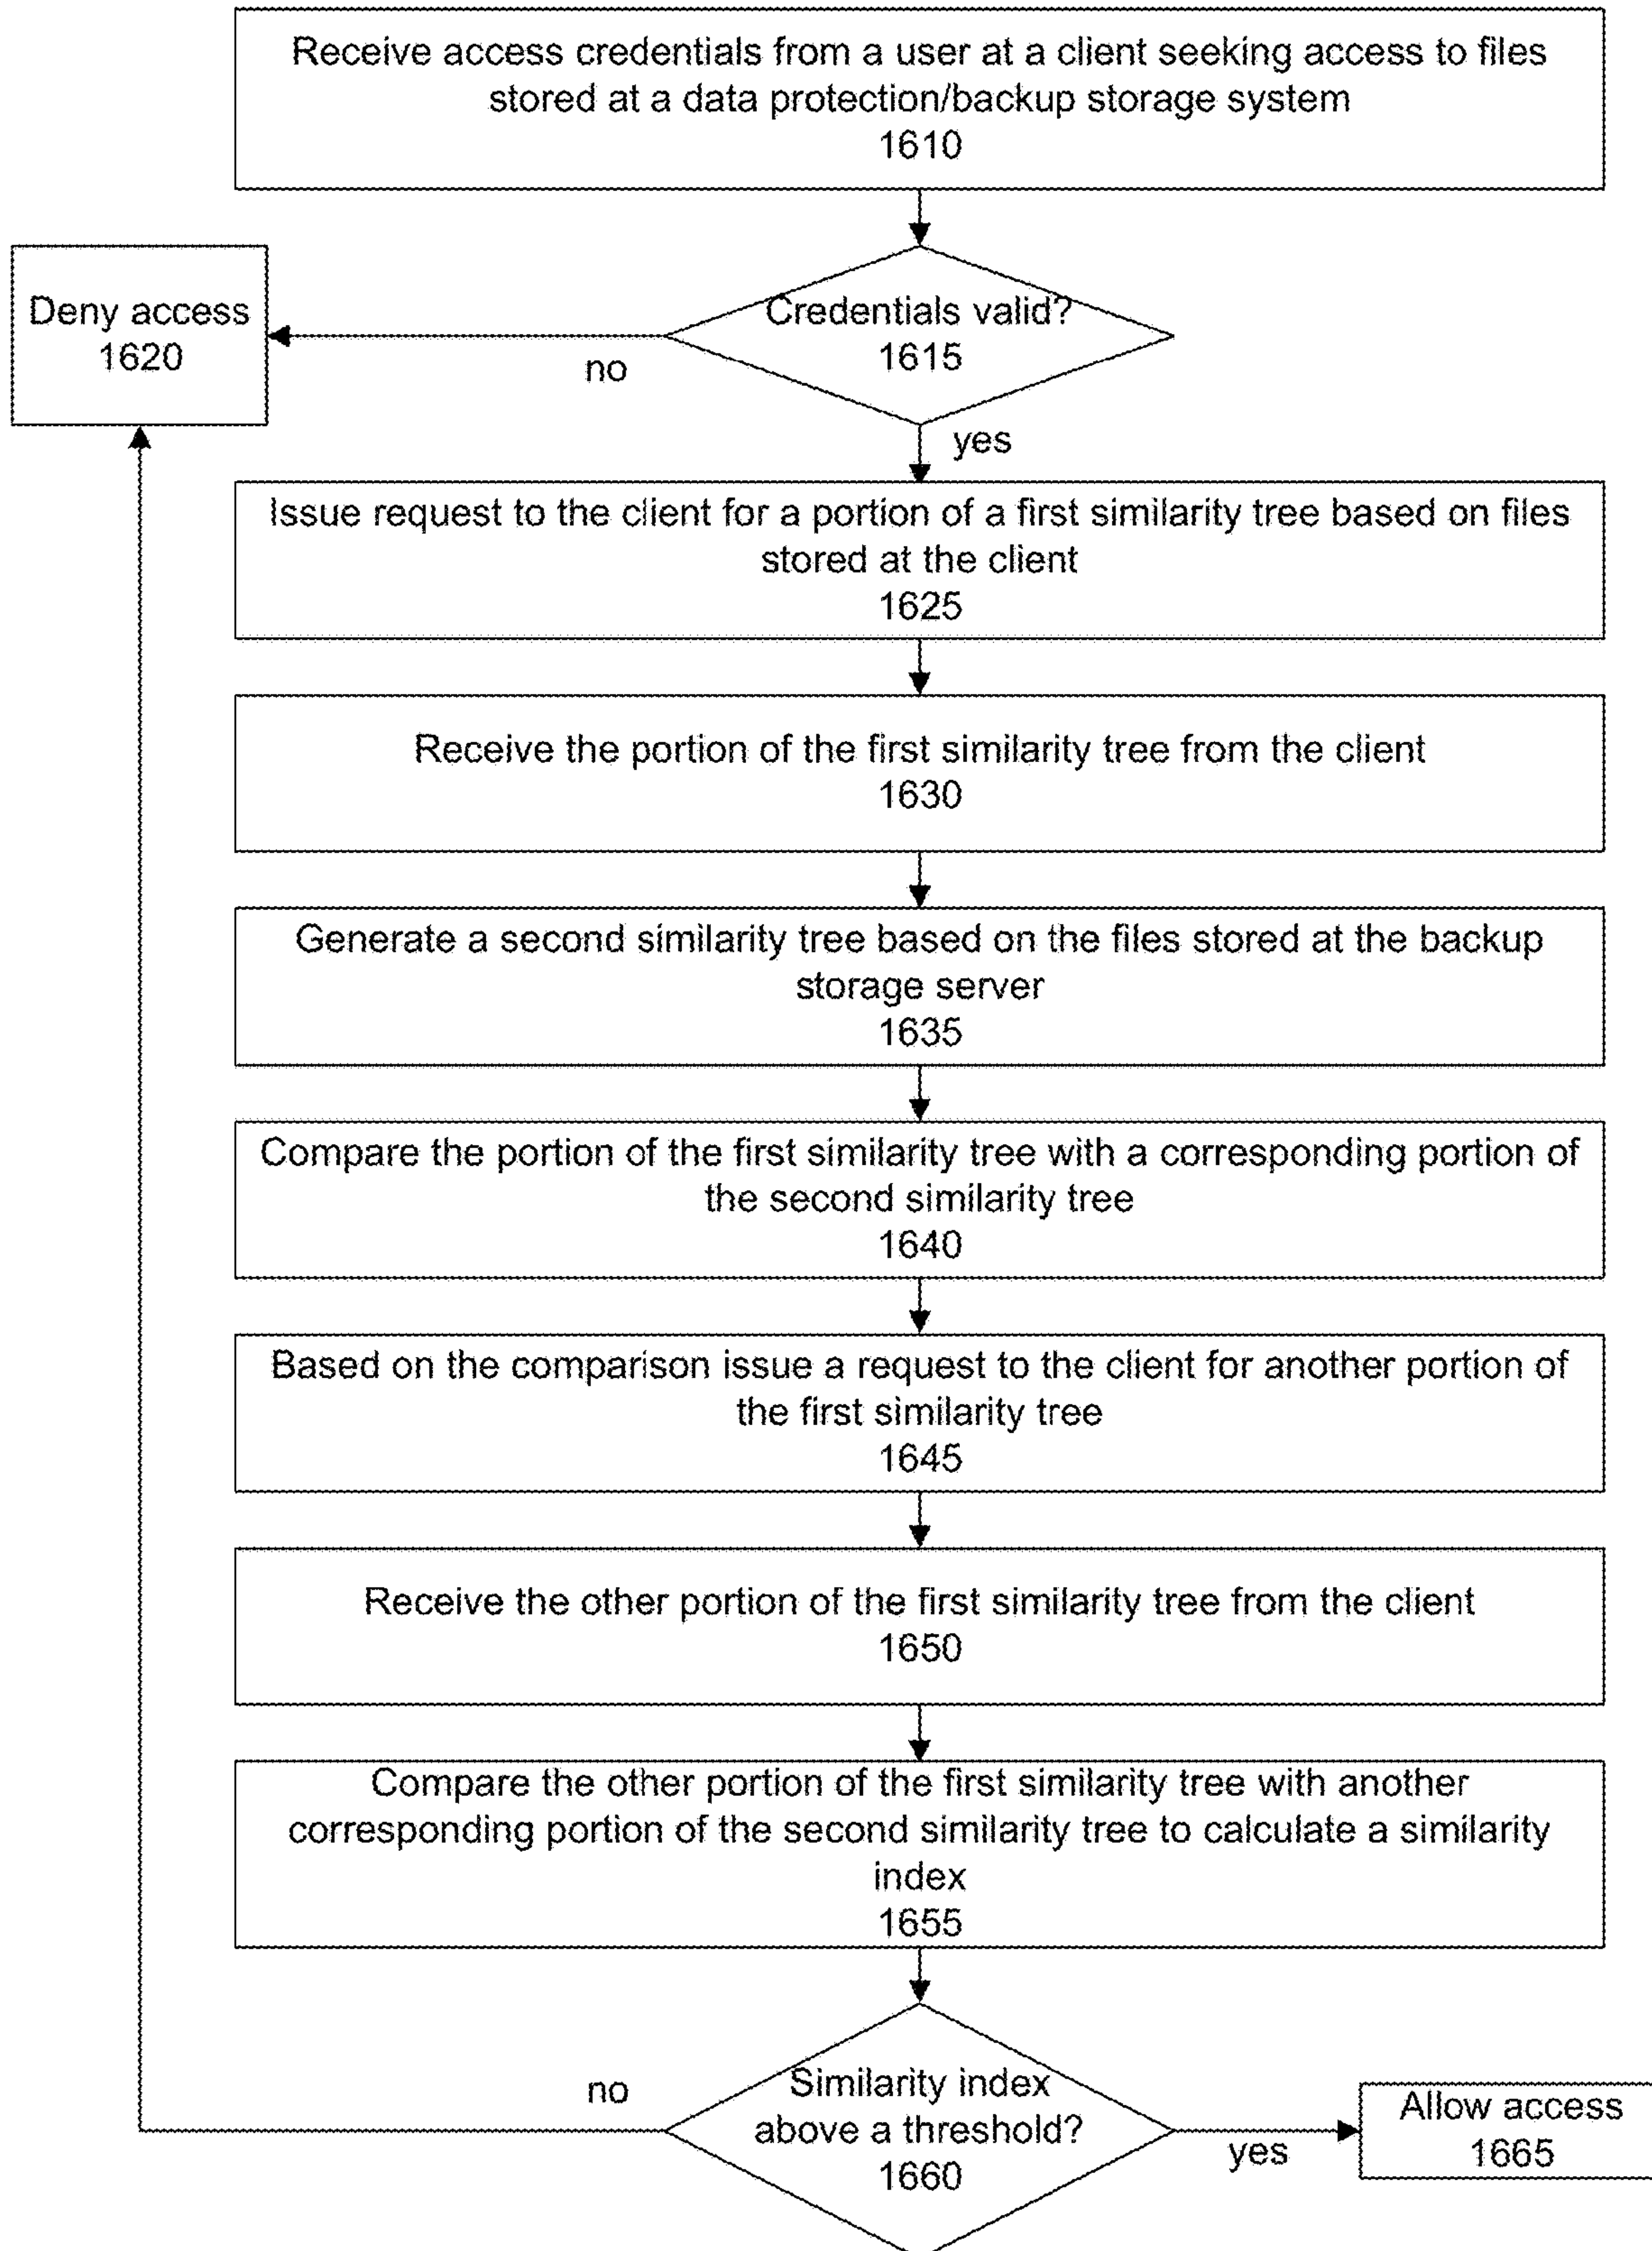 Receive access credentials from a user at a client seeking access to files
stored at a data protection/backup storage system
1610
Deny access
1620
Credentials valid?
1615
no
yes
Issue request to the client for a portion of a first similarity tree based on files
stored at the client
1625
Receive the portion of the first similarity tree from the client
1630
Generate a second similarity tree based on the files stored at the backup
storage server
1635
Compare the portion of the first similarity tree with a corresponding portion of
the second similarity tree
1640
Based on the comparison issue a request to the client for another portion of
the first similarity tree
1645
Receive the other portion of the first similarity tree from the client
1650
Compare the other portion of the first similarity tree with another
corresponding portion of the second similarity tree to calculate a similarity
index
1655
no
Similarity index
above a threshold?
1660
yes
Allow access
1665